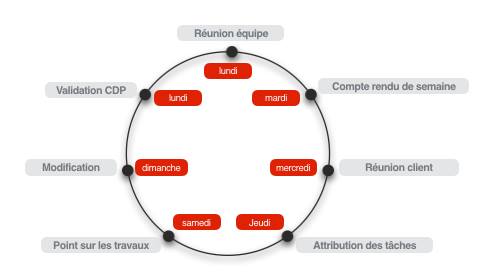 Réunion équipe
lundi
Compte rendu de semaine
mardi
Réunion client
mercredi
Attribution des tâches
Jeudi
Point sur les travaux
samedi
Modification
dimanche
Validation CDP
lundi